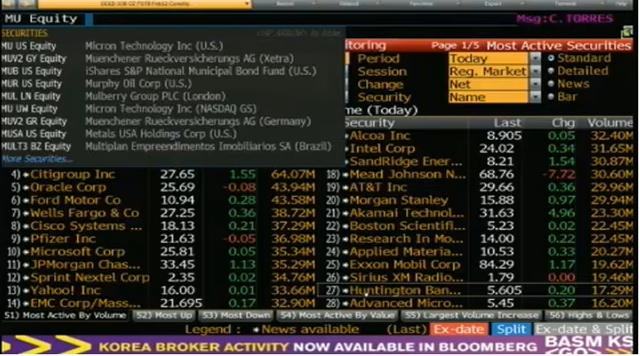 MU Equity
Msg:C.TORRES
SECURITIES
MU US Equity Micron Technology Inc (U.S.)
MUV2 GY Equity Muenchener Rueckversicherungs AG (Xetra)
MUB US Equity iShares S&P National Municipal Bond Fund (U.S.)
MUR US Equity Murphy Oil Corp (U.S.)
MUL LN Equity Mulberry Group PLC (London)
MU UW Equity Micron Technology Inc (NASDAQ GS)
MUV2 GR Equity Muenchener Rueckversicherungs AG (Germany)
MUSA US Equity Metals USA Holdings Corp (U.S.)
MULT3 BZ Equity Multiplan Empreendimentos Imobiliarios SA (Brazil)
More Securities...
itoring Page 1/5 Most Active Securities
Period Today Standard
Session Reg. Market Detailed
Change Net News
Security Name Bar
me (Today)
Security Last Chg Volume
Alcoa Inc 8.905 0.05 32.40M
Intel Corp 24.02 0.34 31.65M
SandRidge Ener... 8.21 1.54 30.87M
4) Citigroup Inc 27.65 1.55 64.07M 18) Mead Johnson N... 68.76 -7.72 30.60M
5) Oracle Corp 25.69 -0.08 43.94M 19) AT&T Inc 29.66 0.36 29.96M
6) Ford Motor Co 10.94 0.28 43.58M 20) Morgan Stanley 15.88 0.97 29.94M
7) Wells Fargo & Co 27.25 0.36 38.72M 21) Akamai Technol... 31.63 4.96 23.30M
8) Cisco Systems 18.13 0.21 37.44M 22) Boston Scientifi... 5.23 0.02 22.45M
9) Pfizer Inc 21.63 -0.05 36.98M 23) Research In Mo... 14.00 0.22 22.45M
10) Microsoft Corp 25.81 0.05 35.34M 24) Applied Materia... 10.53 0.33 20.27M
11) JPMorgan Chas... 33.45 1.13 35.29M 25) Exxon Mobil Corp 84.29 1.17 19.62M
12) Sprint Nextel Corp 2.35 0.02 34.76M 26) Sirius XM Radio... 1.79 0.00 19.46M
13) Yahoo! Inc 16.00 0.01 33.66M 27) Huntington Ban... 5.605 0.20 17.29M
14) EMC Corp/Mass... 21.695 0.17 32.90M 28) Advanced Micro... 5.45 0.37 16.20M
51) Most Active By Volume 52) Most Up 53) Most Down 54) Most Active By Value 55) Largest Volume Increase 56) Highs & Lows
Legend : News available (Last) Ex-date Split Ex-date & Split
KOREA BROKER ACTIVITY NOW AVAILABLE IN BLOOMBERG BASM KS